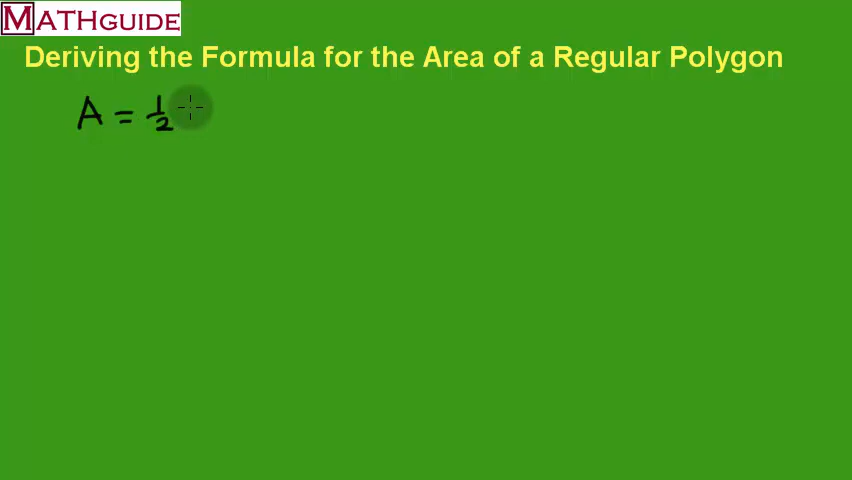 MATHGUIDE
Deriving the Formula for the Area of a Regular Polygon
A = 1/2